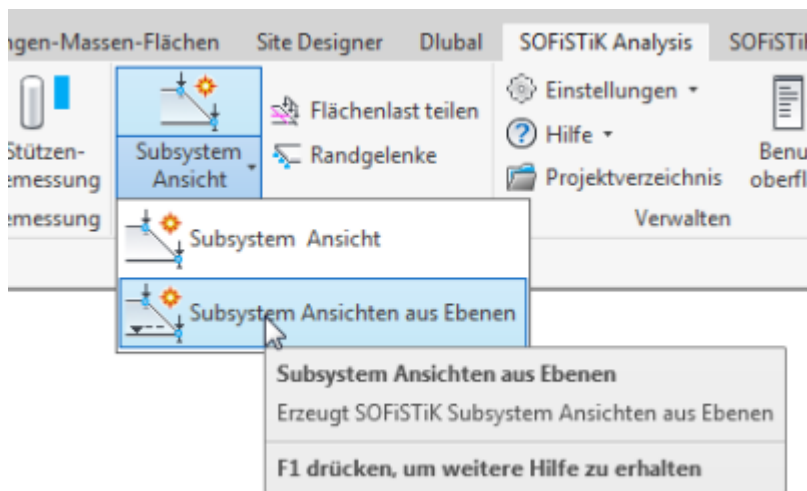 ngen-Massen-Flächen Site Designer Dlubal SOFiSTiK Analysis SOFiSTi
Stützen-
emessung
emessung
Subsystem
Ansicht
Flächenlast teilen
Randgelenke
Einstellungen
Hilfe
Projektverzeichnis
Benu
oberfl
Verwalten
Subsystem Ansicht
Subsystem Ansichten aus Ebenen
Subsystem Ansichten aus Ebenen
Erzeugt SOFiSTiK Subsystem Ansichten aus Ebenen
F1 drücken, um weitere Hilfe zu erhalten